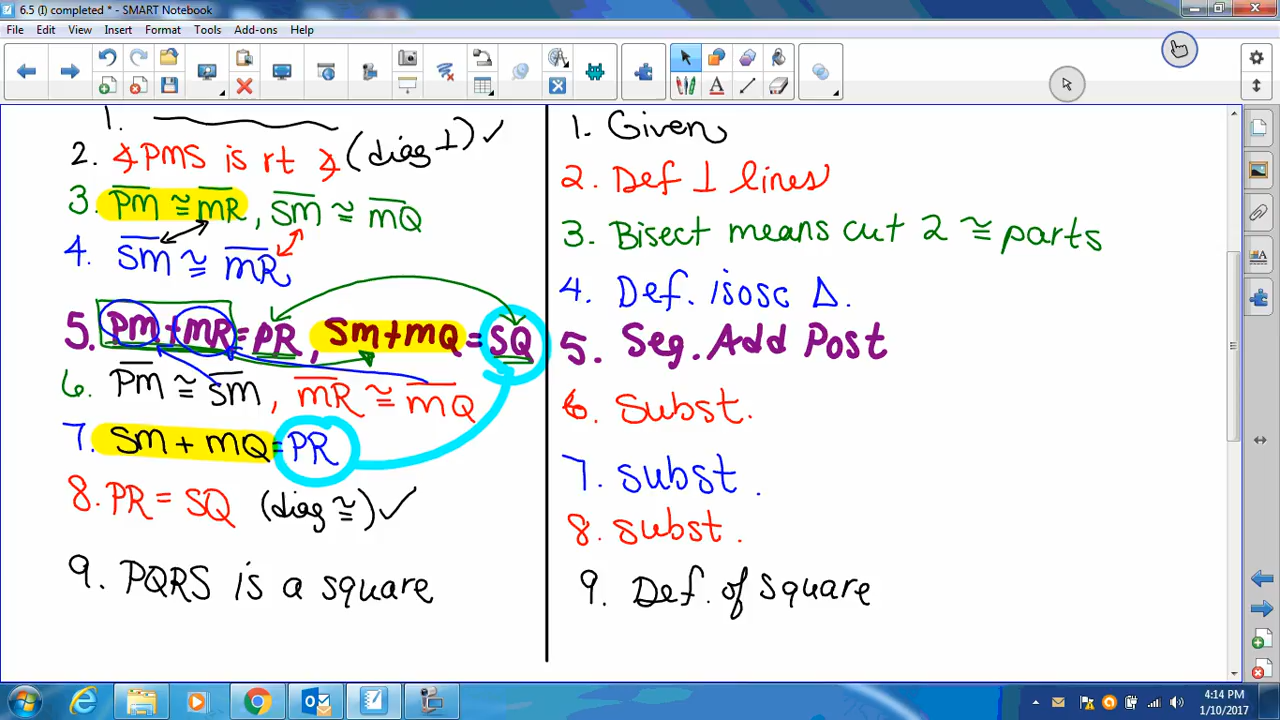 6.5 (I) completed * - SMART Notebook
File Edit View Insert Format Tools Add-ons Help
1.
2. ∡PMS is rt ∡ (diag ⊥) ✓
3. PM ≅ MR, SM ≅ MQ
4. SM ≅ MR
5. PM + MR = PR, SM + MQ = SQ
6. PM ≅ SM, MR ≅ MQ
7. SM + MQ = PR
8. PR = SQ (diag ≅) ✓
9. PQRS is a square
1. Given
2. Def ⊥ lines
3. Bisect means cut 2 ≅ parts
4. Def. isosc Δ.
5. Seg. Add Post
6. Subst.
7. subst.
8. subst.
9. Def. of Square
4:14 PM
1/10/2017